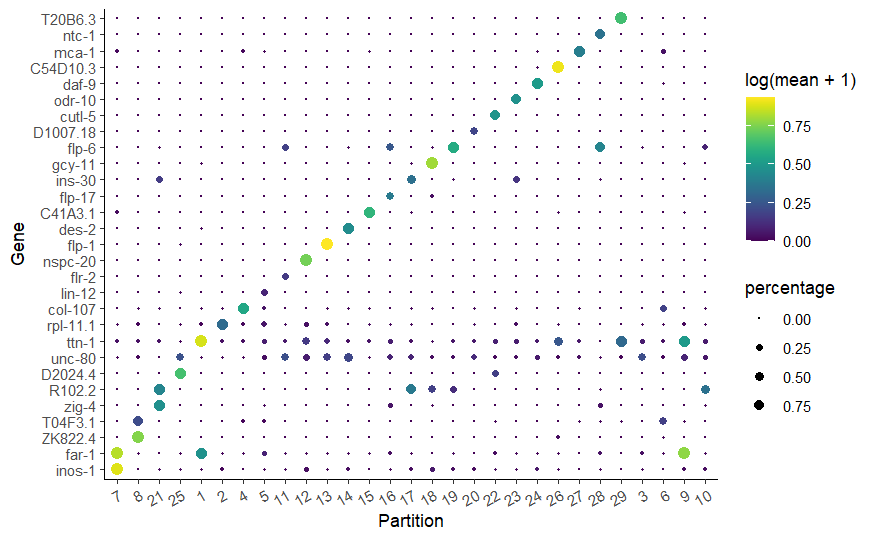 T20B6.3
ntc-1
mca-1
C54D10.3
daf-9
odr-10
cutl-5
D1007.18
flp-6
gcy-11
ins-30
flp-17
C41A3.1
des-2
flp-1
nspc-20
flr-2
lin-12
col-107
rpl-11.1
ttn-1
unc-80
D2024.4
R102.2
zig-4
T04F3.1
ZK822.4
far-1
inos-1
Gene
7 8 21 25 1 2 4 5 11 12 13 14 15 16 17 18 19 20 22 23 24 26 27 28 29 3 6 9 10
Partition
log(mean + 1)
0.75
0.50
0.25
0.00
percentage
0.00
0.25
0.50
0.75